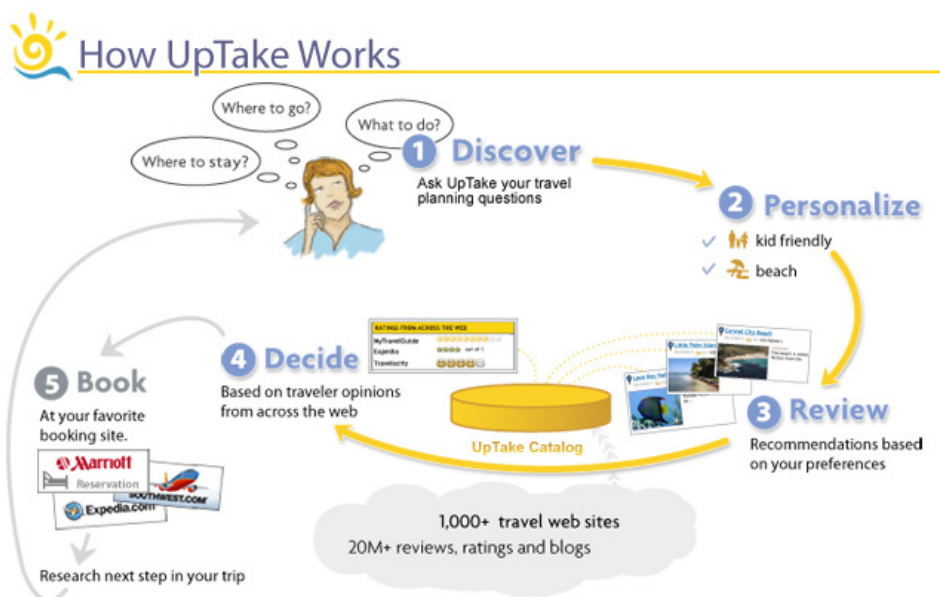 How UpTake Works
Where to go?
What to do?
Where to stay?
1 Discover
Ask UpTake your travel
planning questions
2 Personalize
kid friendly
beach
3 Review
Recommendations based
on your preferences
Connet City Beach
Little Palm Island
RATINGS FROM ACROSS THE WEB
MyTravelGuide
Expedia
out of 5
Travelocity
UpTake Catalog
1,000+ travel web sites
20M+ reviews, ratings and blogs
4 Decide
Based on traveler opinions
from across the web
5 Book
At your favorite
booking site.
Marriott
Reservation
SOUTHWEST.COM
Expedia.com
Research next step in your trip